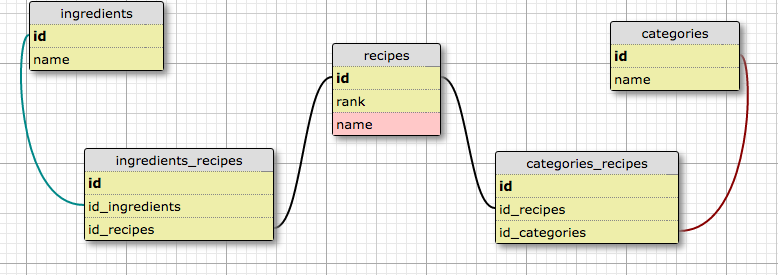 ingredients
id
name
recipes
id
rank
name
categories
id
name
ingredients_recipes
id
id_ingredients
id_recipes
categories_recipes
id
id_recipes
id_categories